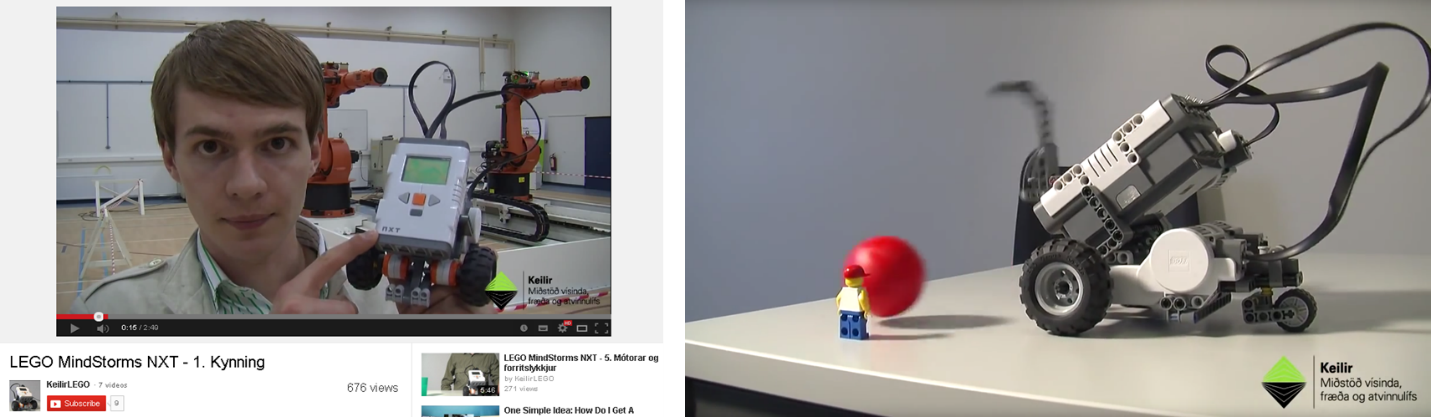 NXT
Keilir
Miðstöð vísinda,
fræða og atvinnulífs
0:15 / 2:49
LEGO MindStorms NXT - 1. Kynning
KeilirLEGO · 7 videos
Subscribe 9
676 views
LEGO MindStorms NXT - 5. Mótorar og
forritslykkjur
by KeilirLEGO
271 views
5:46
One Simple Idea: How Do I Get A
Keilir
Miðstöð vísinda,
fræða og atvinnulífs